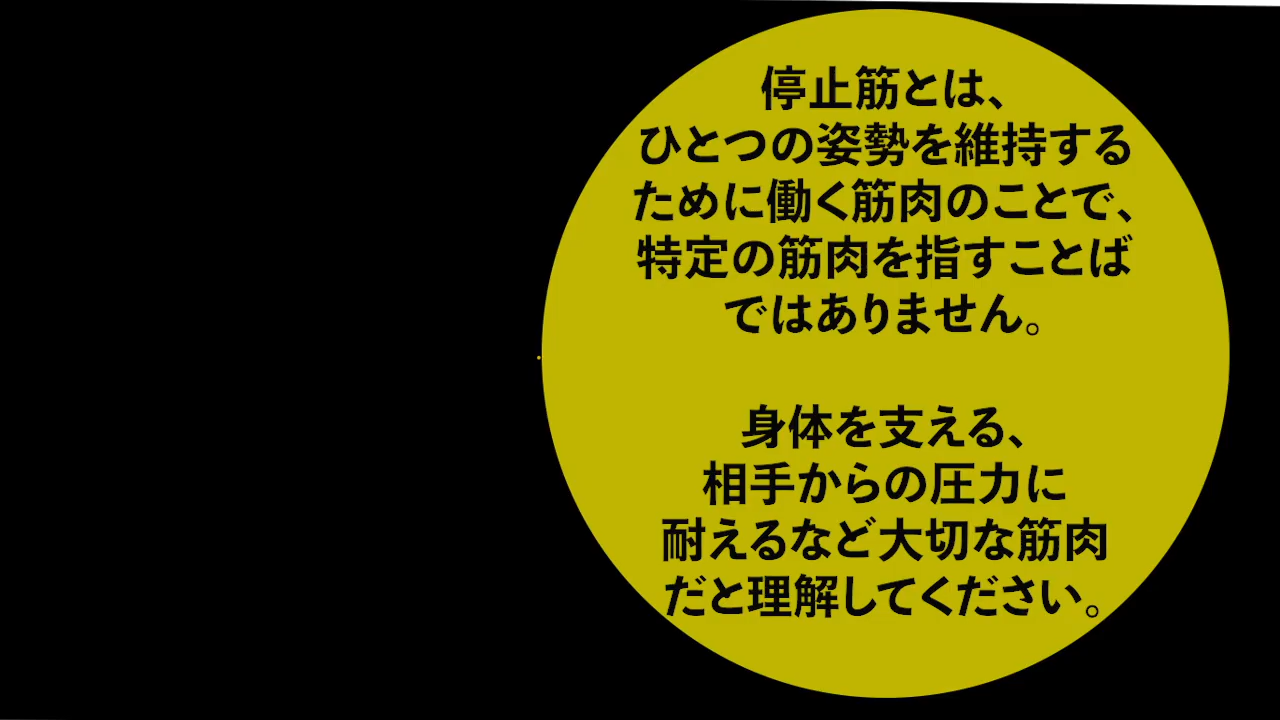 停止筋とは、
ひとつの姿勢を維持する
ために働く筋肉のことで、
特定の筋肉を指すことば
ではありません。
身体を支える、
相手からの圧力に
耐えるなど大切な筋肉
だと理解してください。